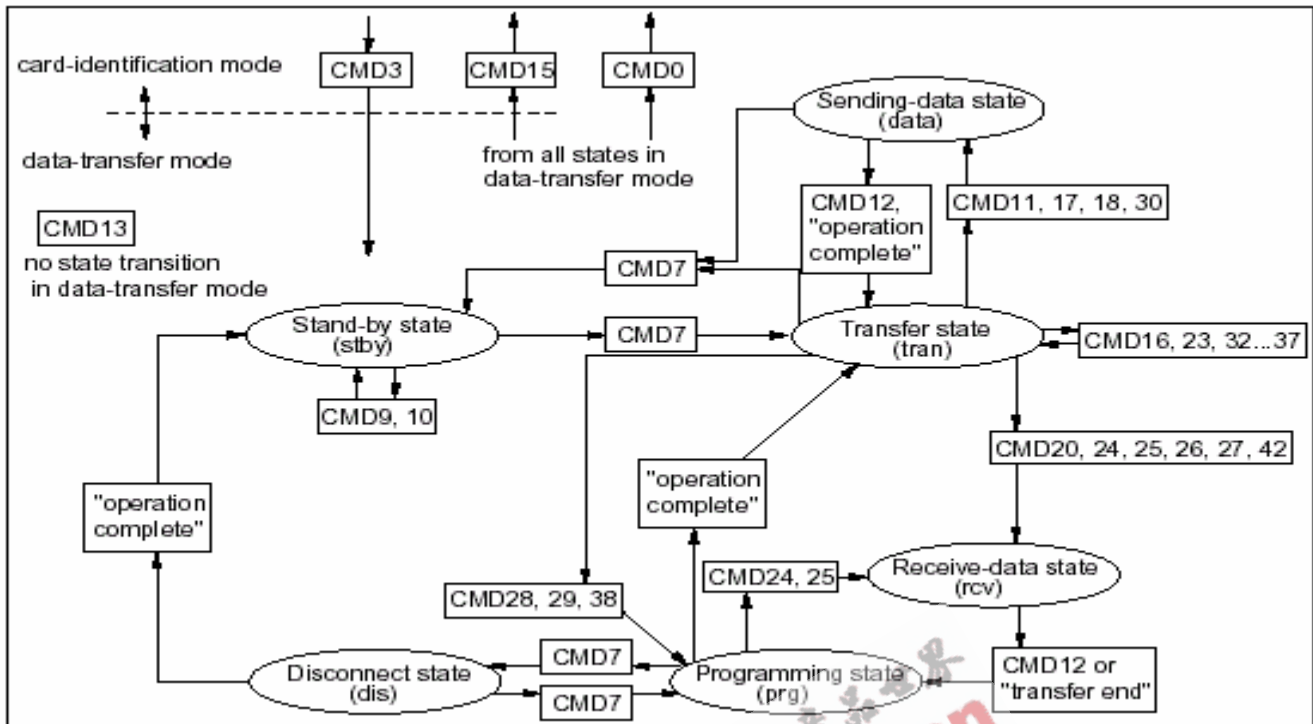 card-identification mode
CMD3
CMD15
CMD0
Sending-data state
(data)
data-transfer mode
from all states in
data-transfer mode
CMD12,
"operation
complete"
CMD11, 17, 18, 30
CMD13
no state transition
in data-transfer mode
CMD7
Stand-by state
(stby)
CMD7
Transfer state
(tran)
CMD16, 23, 32...37
CMD9, 10
CMD20, 24, 25, 26, 27, 42
"operation
complete"
"operation
complete"
CMD24, 25
Receive-data state
(rcv)
CMD28, 29, 38
Disconnect state
(dis)
CMD7
CMD7
Programming state
(prg)
CMD12 or
"transfer end"